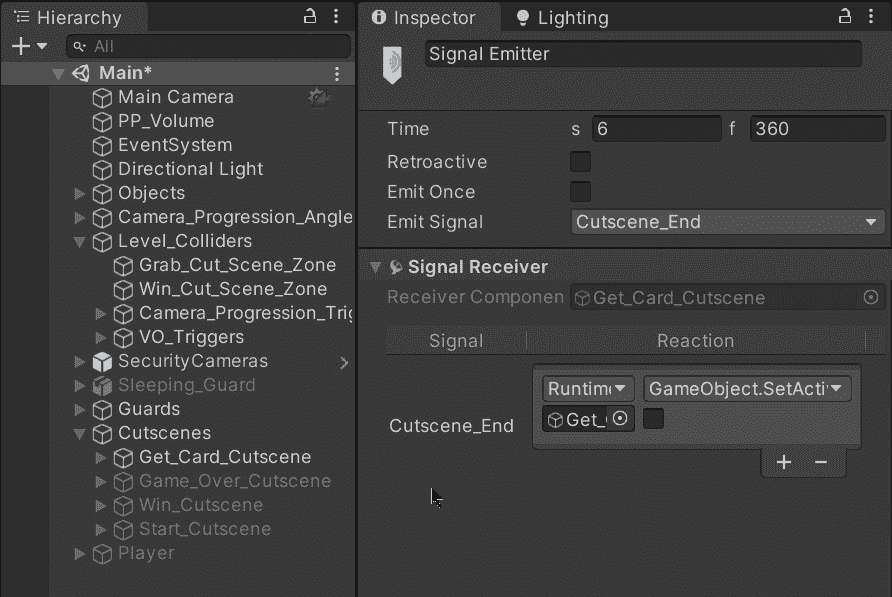 Hierarchy
All
Main*
Main Camera
PP_Volume
EventSystem
Directional Light
Objects
Camera_Progression_Angle
Level_Colliders
Grab_Cut_Scene_Zone
Win_Cut_Scene_Zone
Camera_Progression_Trig
VO_Triggers
SecurityCameras
Sleeping_Guard
Guards
Cutscenes
Get_Card_Cutscene
Game_Over_Cutscene
Win_Cutscene
Start_Cutscene
Player
Inspector Lighting
Signal Emitter
Time s 6 f 360
Retroactive
Emit Once
Emit Signal Cutscene_End
Signal Receiver
Receiver Componen Get_Card_Cutscene
Signal Reaction
Runtim GameObject.SetActi
Cutscene_End Get_
+ −